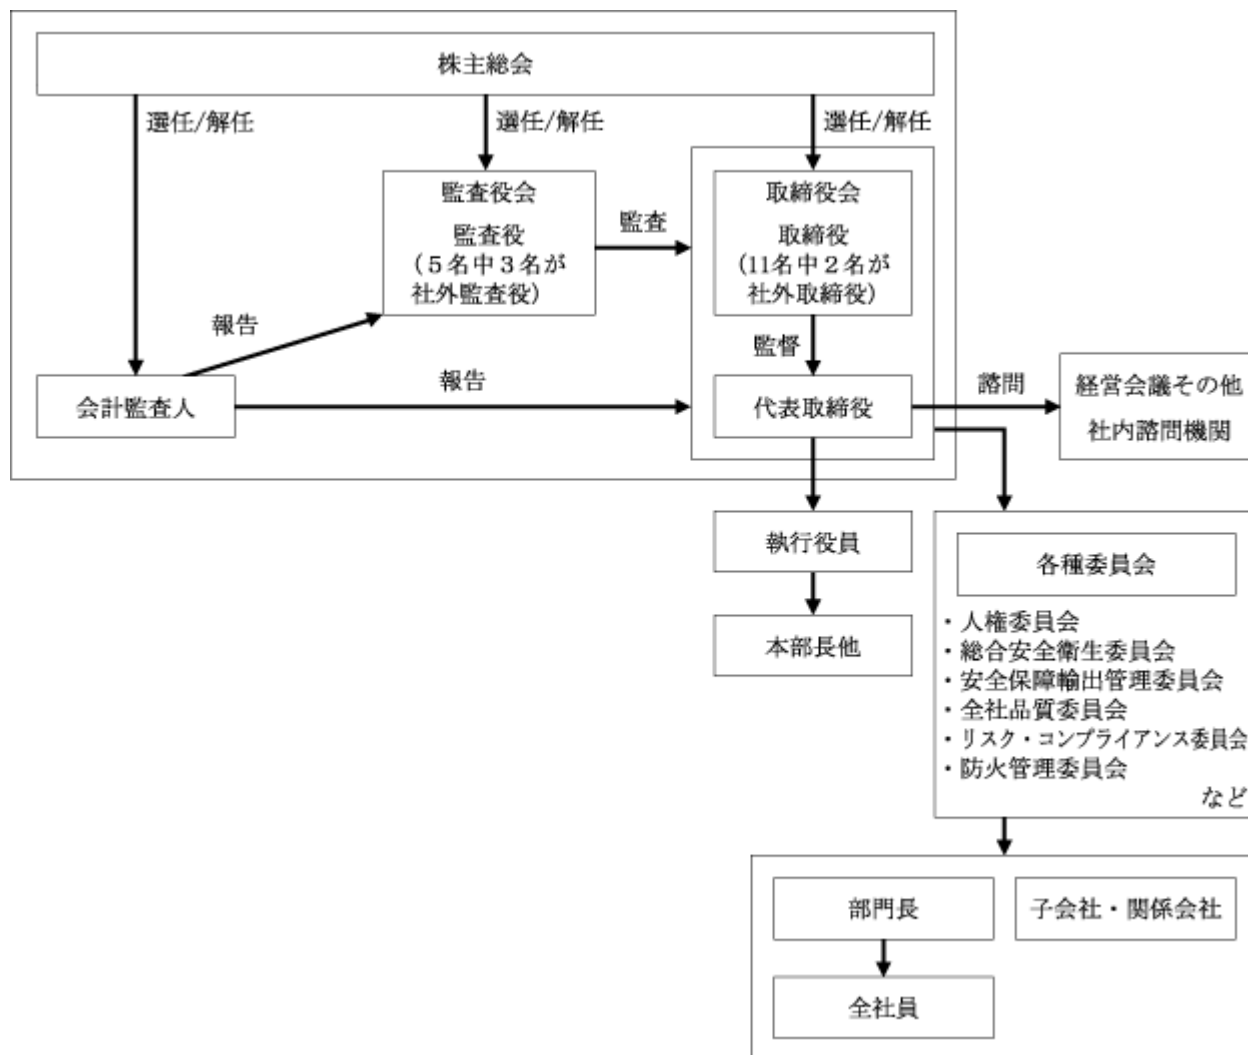 株主総会
選任/解任
選任/解任
選任/解任
監査役会
監査役
(5名中3名が
社外監査役)
監査
取締役会
取締役
(11名中2名が
社外取締役)
報告
監督
会計監査人
報告
代表取締役
諮問
経営会議その他
社内諮問機関
執行役員
本部長他
各種委員会
・人権委員会
・総合安全衛生委員会
・安全保障輸出管理委員会
・全社品質委員会
・リスク・コンプライアンス委員会
・防火管理委員会
など
部門長
子会社・関係会社
全社員